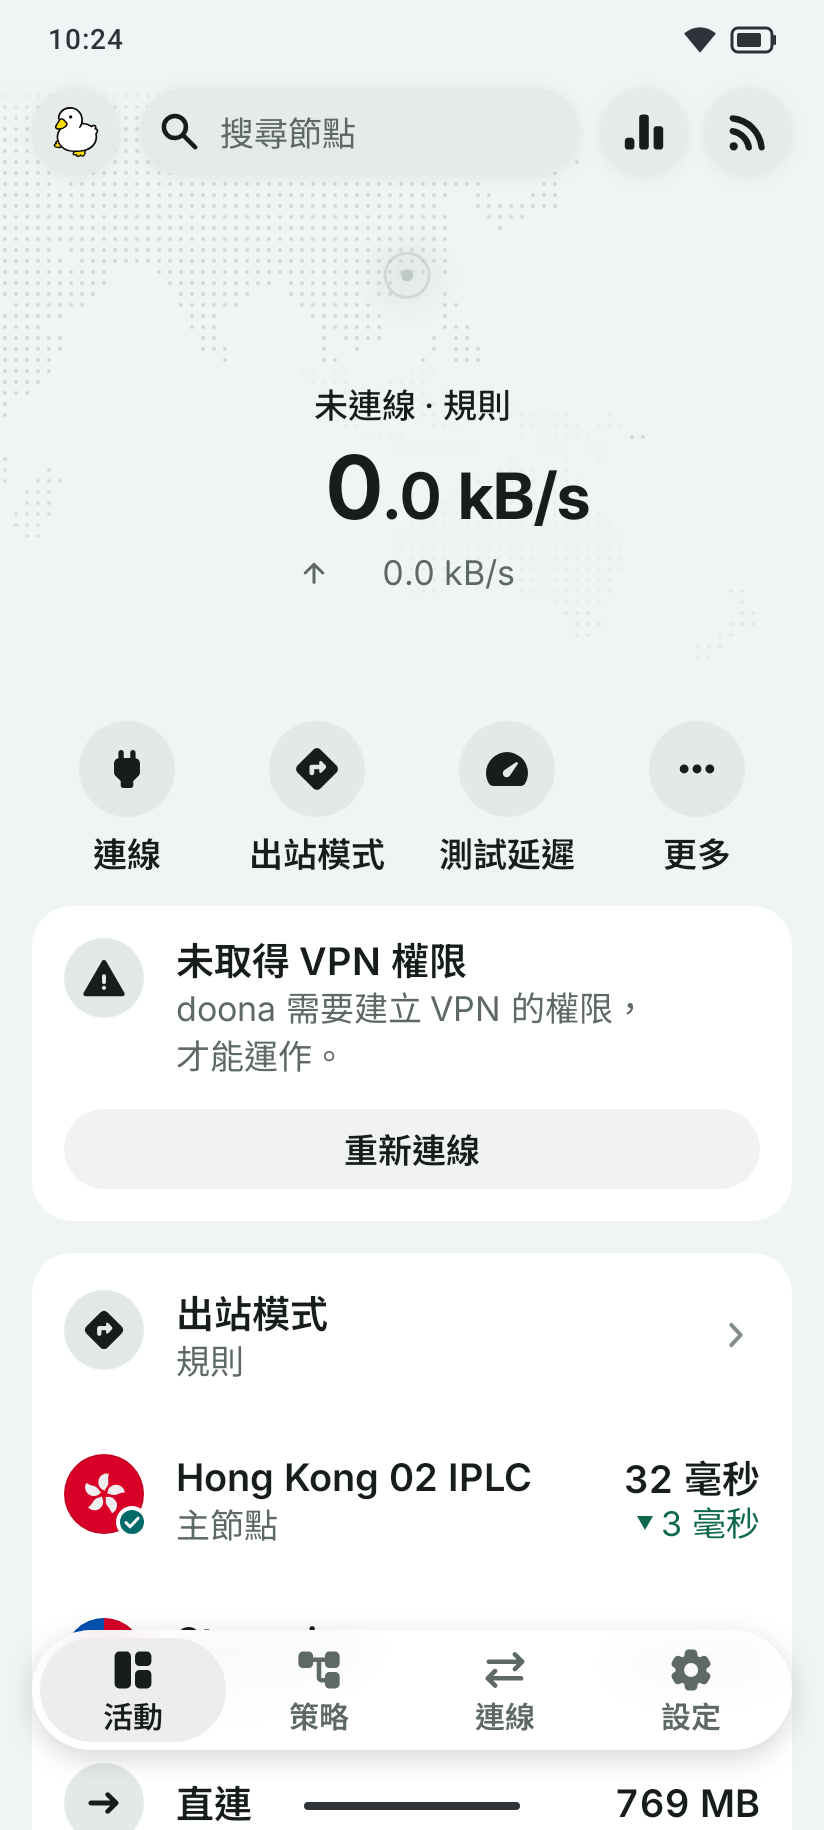 10:24
搜尋節點
未連線 · 規則
0.0 kB/s
0.0 kB/s
連線
出站模式
測試延遲
更多
未取得 VPN 權限
doona 需要建立 VPN 的權限，
才能運作。
重新連線
出站模式
規則
Hong Kong 02 IPLC
32 毫秒
主節點
3 毫秒
活動
策略
連線
設定
直連
769 MB